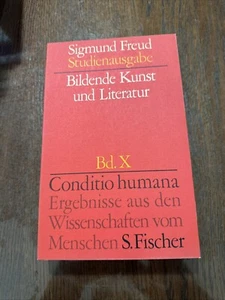 Sigmund Freud
Studienausgabe
Bildende Kunst
und Literatur
Bd. X
Conditio humana
Ergebnisse aus den
Wissenschaften vom
Menschen S. Fischer